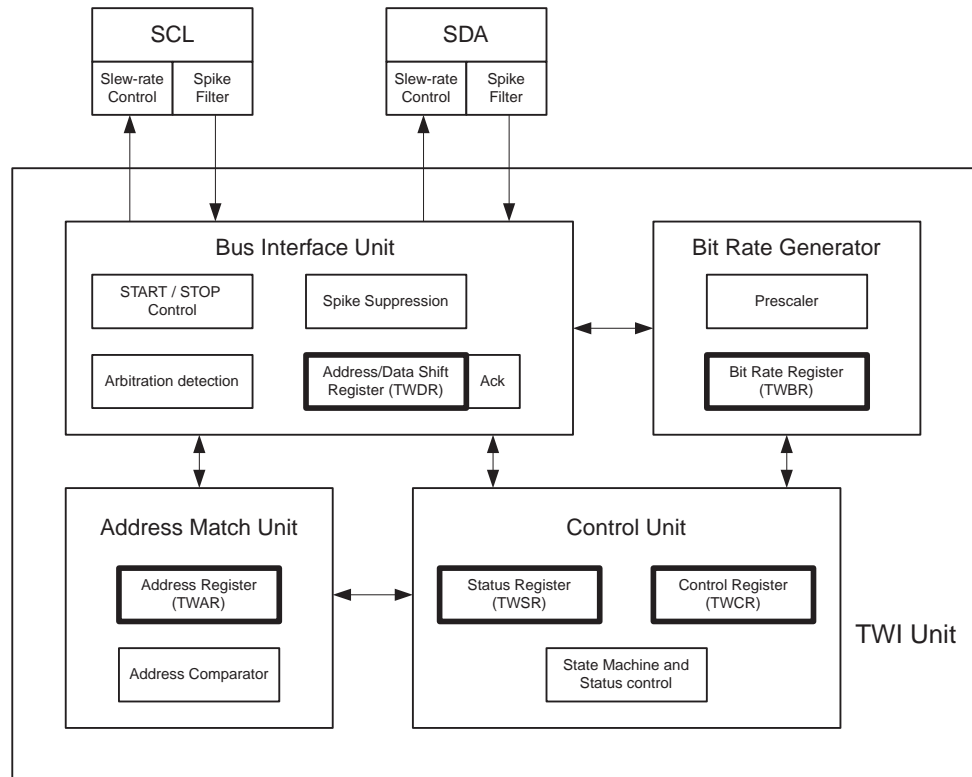 SCL
Slew-rate
Control
Spike
Filter
SDA
Slew-rate
Control
Spike
Filter
Bus Interface Unit
START / STOP
Control
Spike Suppression
Arbitration detection
Address/Data Shift
Register (TWDR)
Ack
Bit Rate Generator
Prescaler
Bit Rate Register
(TWBR)
Address Match Unit
Address Register
(TWAR)
Address Comparator
Control Unit
Status Register
(TWSR)
Control Register
(TWCR)
State Machine and
Status control
TWI Unit